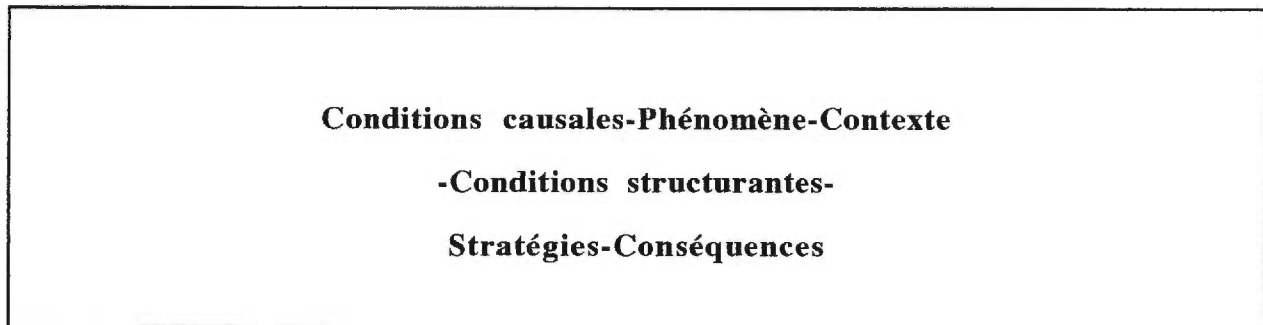 Conditions causales-Phénomène-Contexte
-Conditions structurantes-
Stratégies-Conséquences